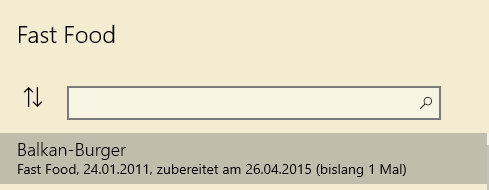 Fast Food
Balkan-Burger
Fast Food, 24.01.2011, zubereitet am 26.04.2015 (bislang 1 Mal)